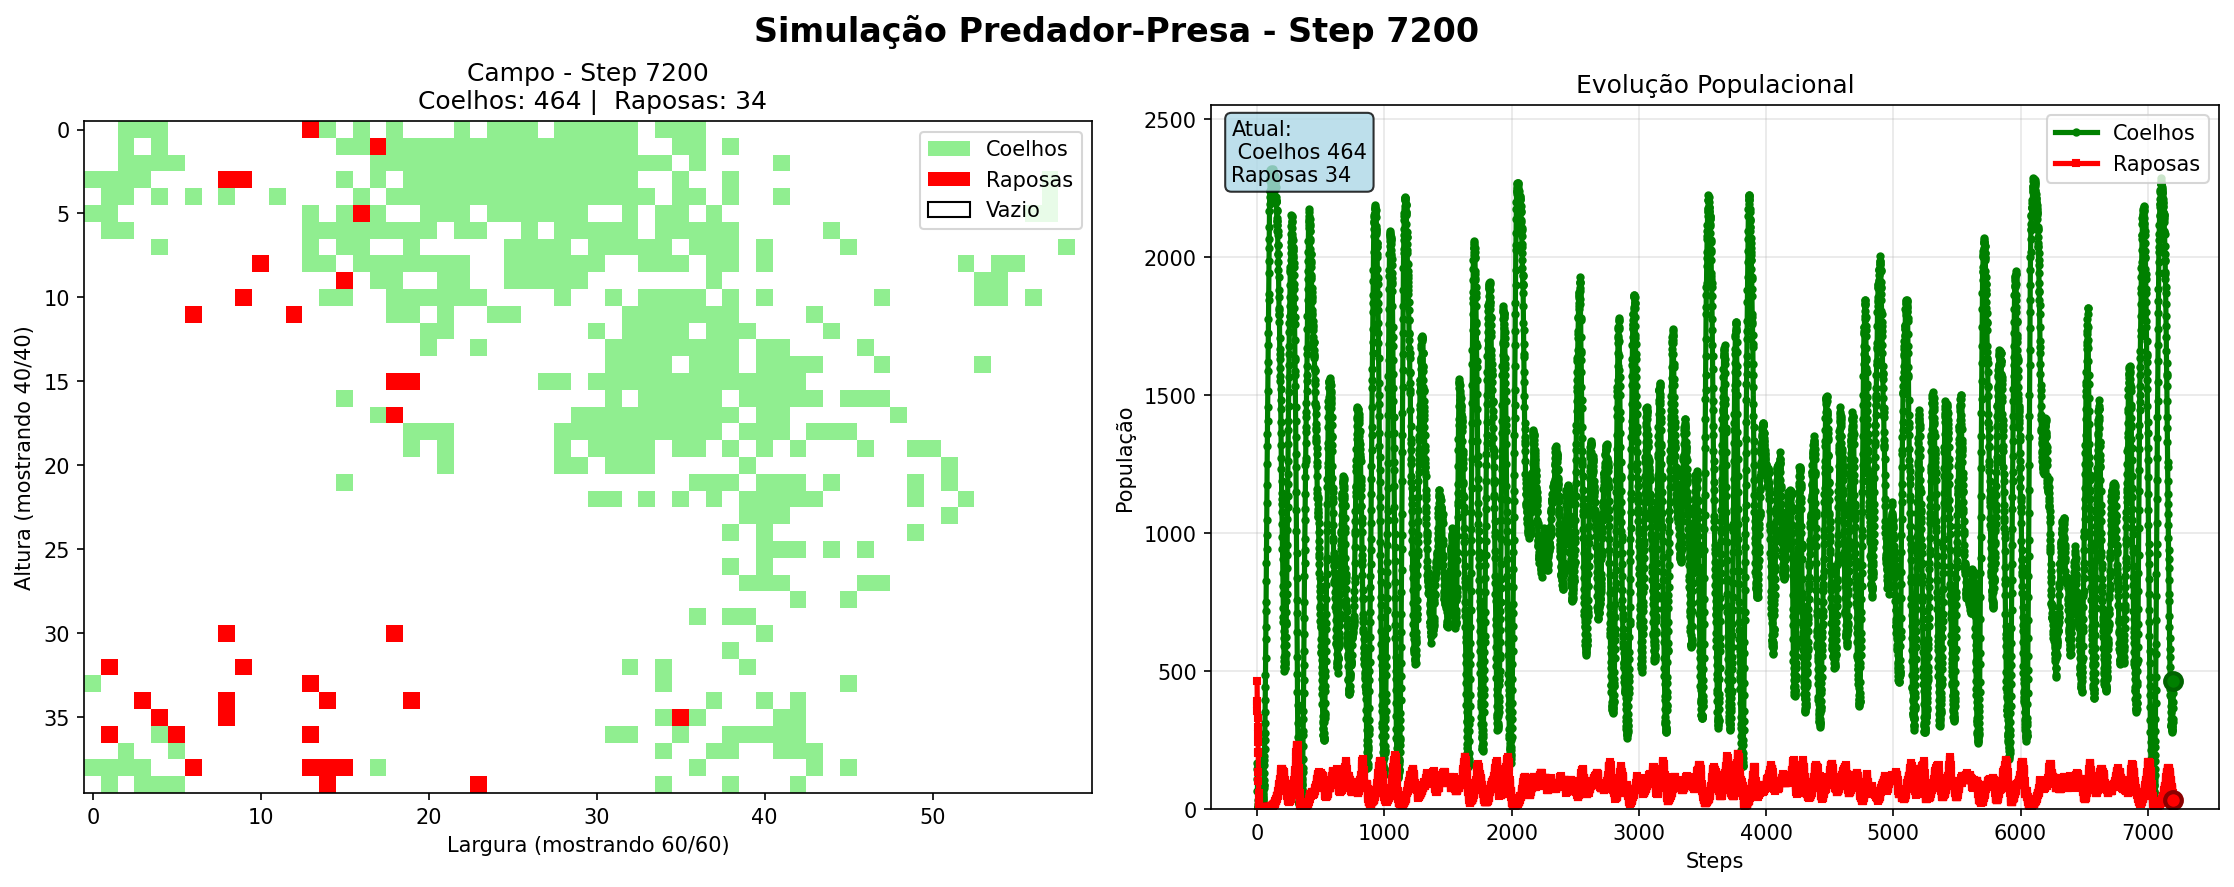 Simulação Predador-Presa - Step 7200
Campo - Step 7200
Coelhos: 464 |  Raposas: 34
Coelhos
Raposas
Vazio
0
5
10
15
20
25
30
35
Altura (mostrando 40/40)
0
10
20
30
40
50
Largura (mostrando 60/60)
Evolução Populacional
Atual:
Coelhos 464
Raposas 34
Coelhos
Raposas
2500
2000
1500
1000
500
0
População
0
1000
2000
3000
4000
5000
6000
7000
Steps